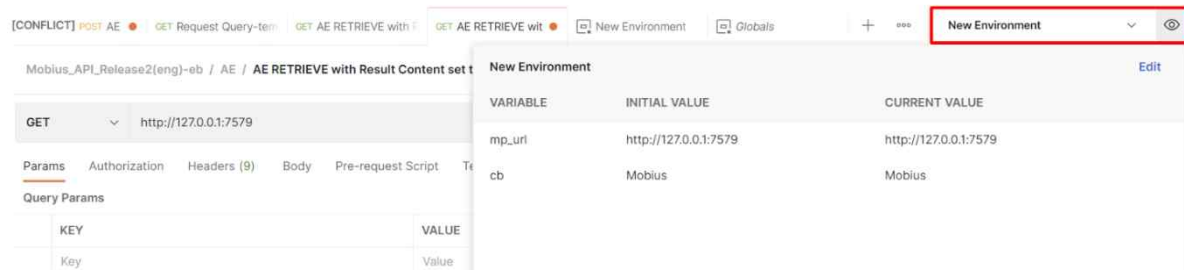 [CONFLICT] POST AE GET Request Query-tem GET AE RETRIEVE with R GET AE RETRIEVE wit New Environment Globals + ooo New Environment
Mobius_API_Release2(eng)-eb / AE / AE RETRIEVE with Result Content set t
New Environment Edit
VARIABLE INITIAL VALUE CURRENT VALUE
GET http://127.0.0.1:7579
mp_url http://127.0.0.1:7579 http://127.0.0.1:7579
Params Authorization Headers (9) Body Pre-request Script Te
cb Mobius Mobius
Query Params
KEY VALUE
Key Value